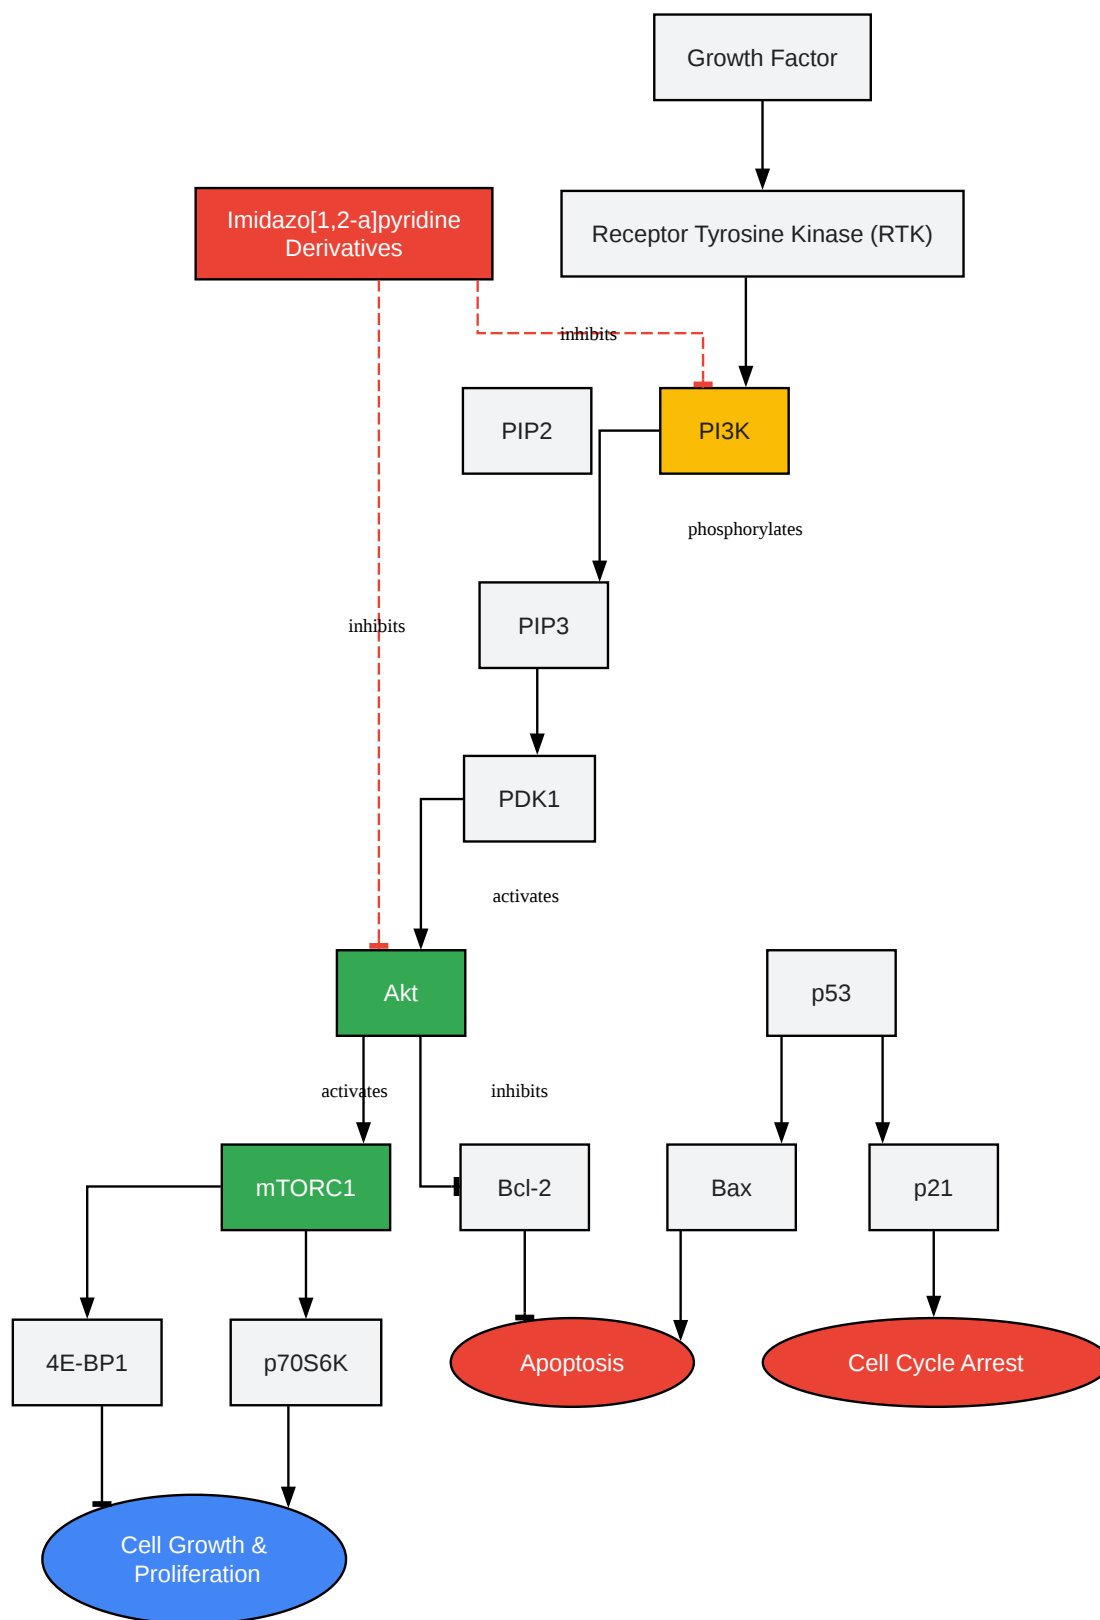 Growth Factor
Imidazo[1,2-a]pyridine
Derivatives
Receptor Tyrosine Kinase (RTK)
inhibits
PIP2
PI3K
phosphorylates
PIP3
inhibits
PDK1
activates
Akt
p53
activates
inhibits
mTORC1
Bcl-2
Bax
p21
4E-BP1
p70S6K
Apoptosis
Cell Cycle Arrest
Cell Growth &
Proliferation